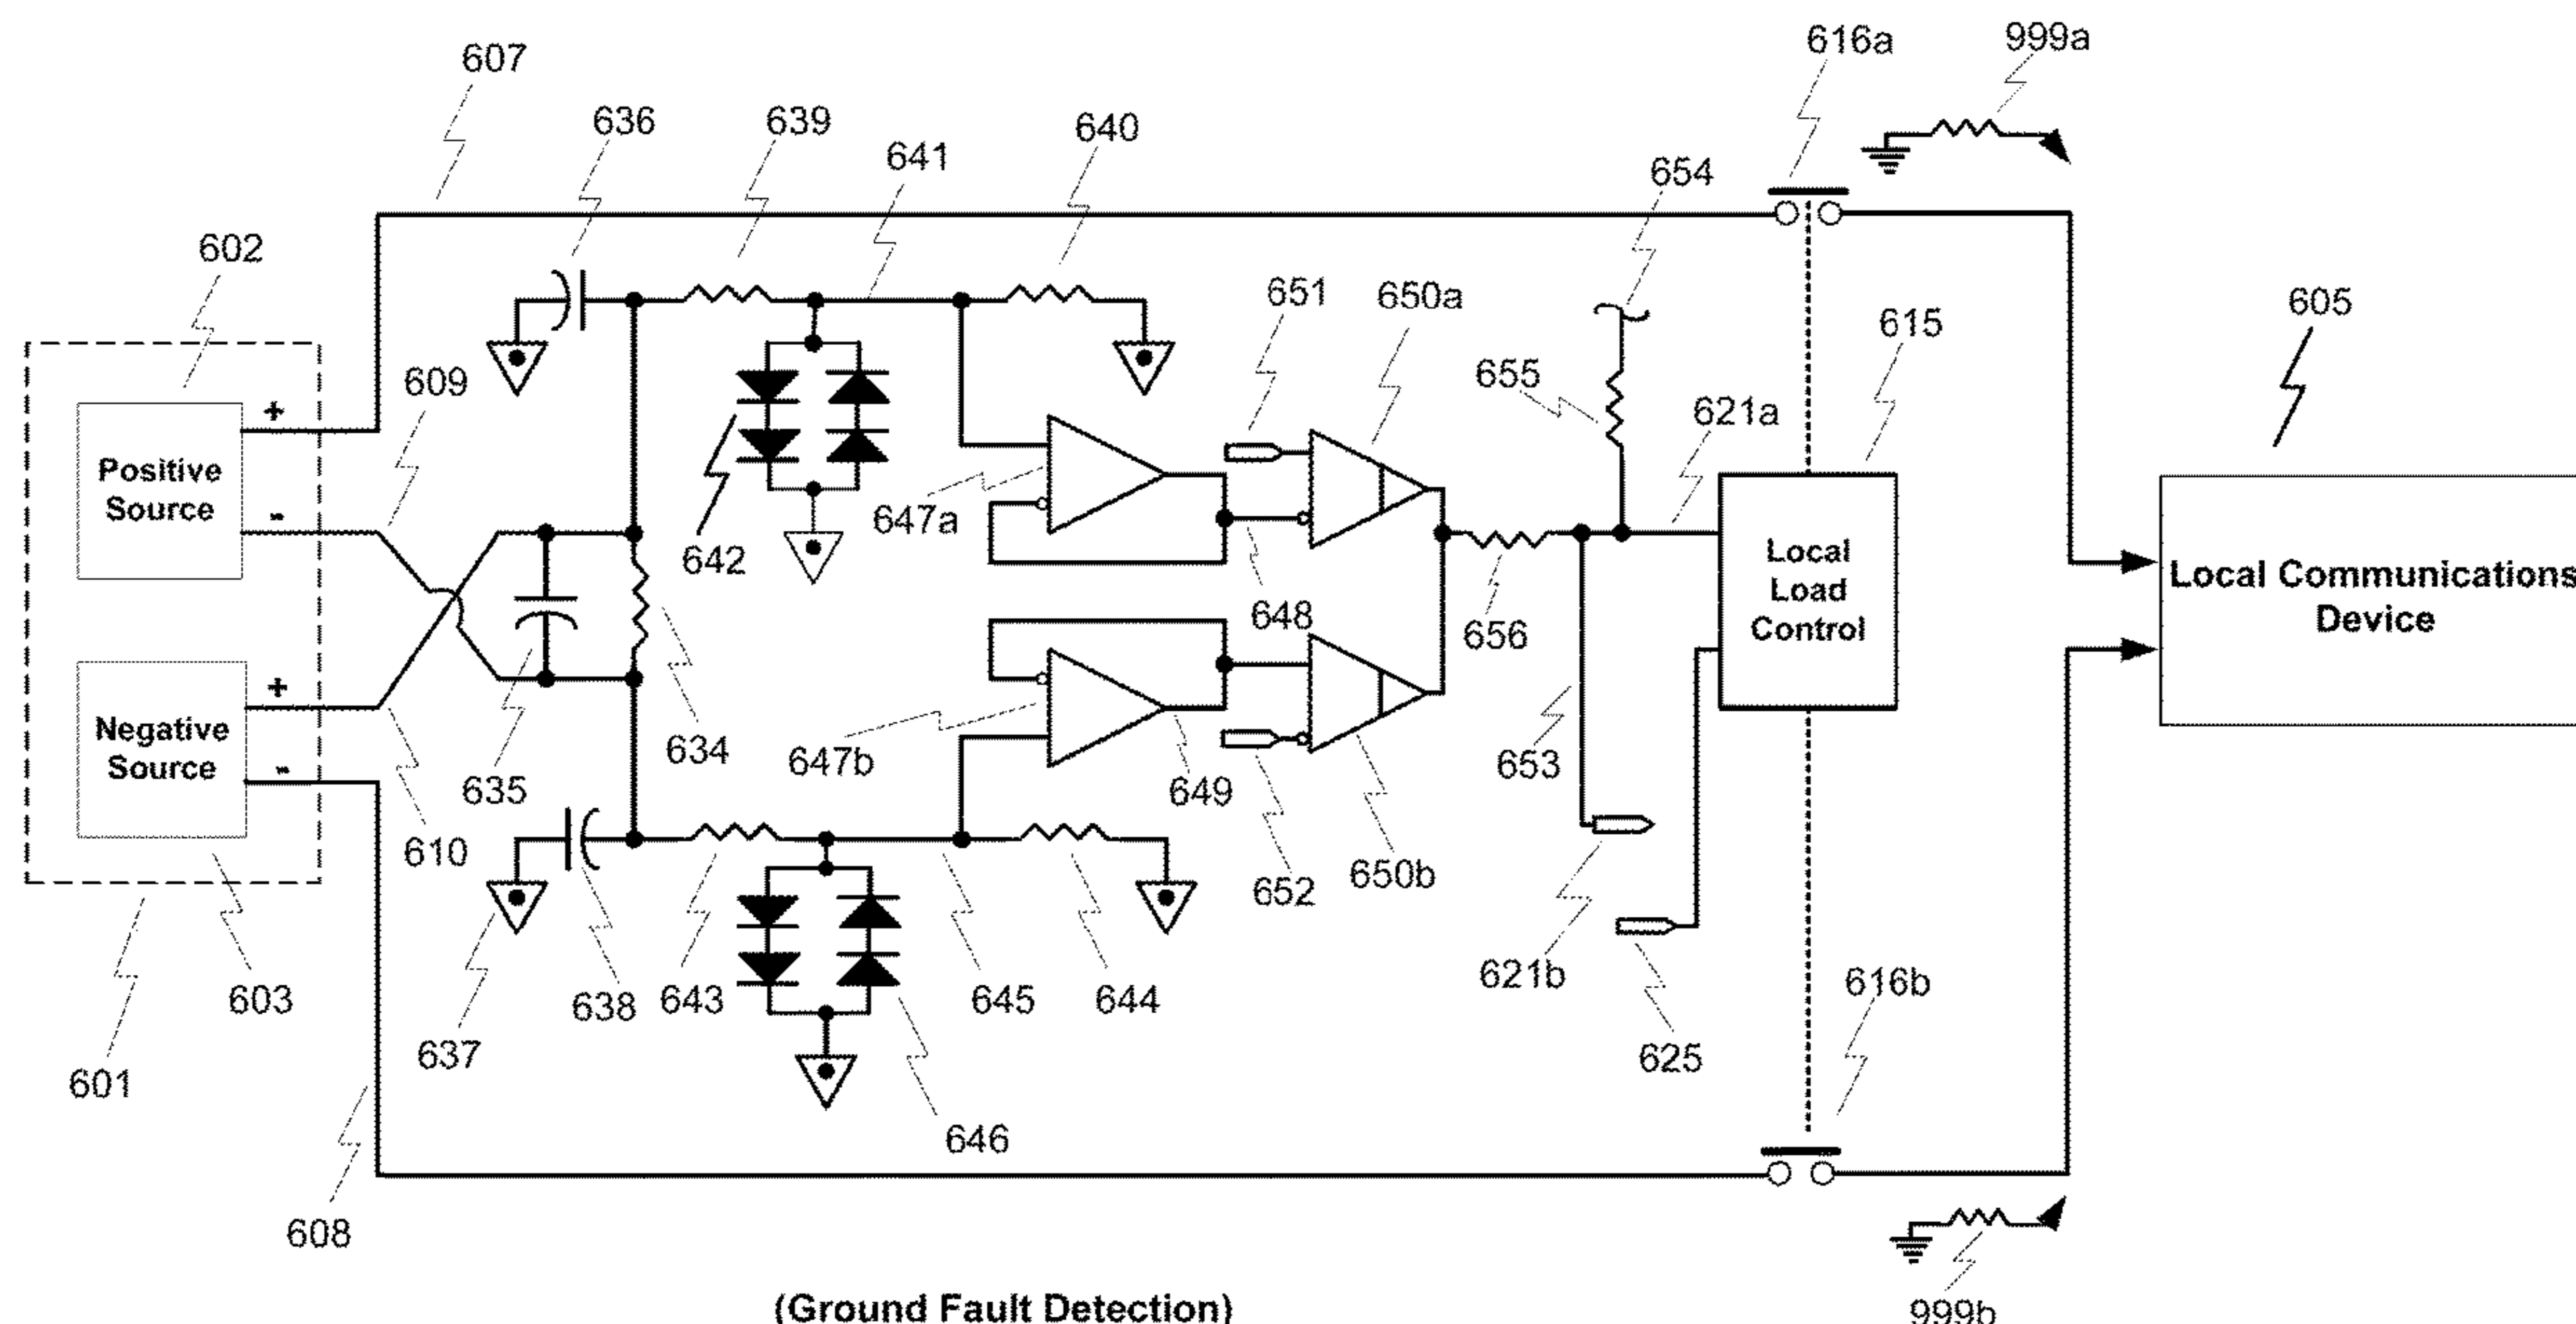 607
616a
999a
636
639
640
641
654
602
651
650a
605
609
615
655
621a
+
Positive
Source
-
647a
642
648
656
Local
Load
Control
Local Communications
Device
+
Negative
Source
-
634
647b
635
649
653
610
652
650b
603
637
638
643
645
644
621b
625
616b
601
646
608
(Ground Fault Detection)
999b